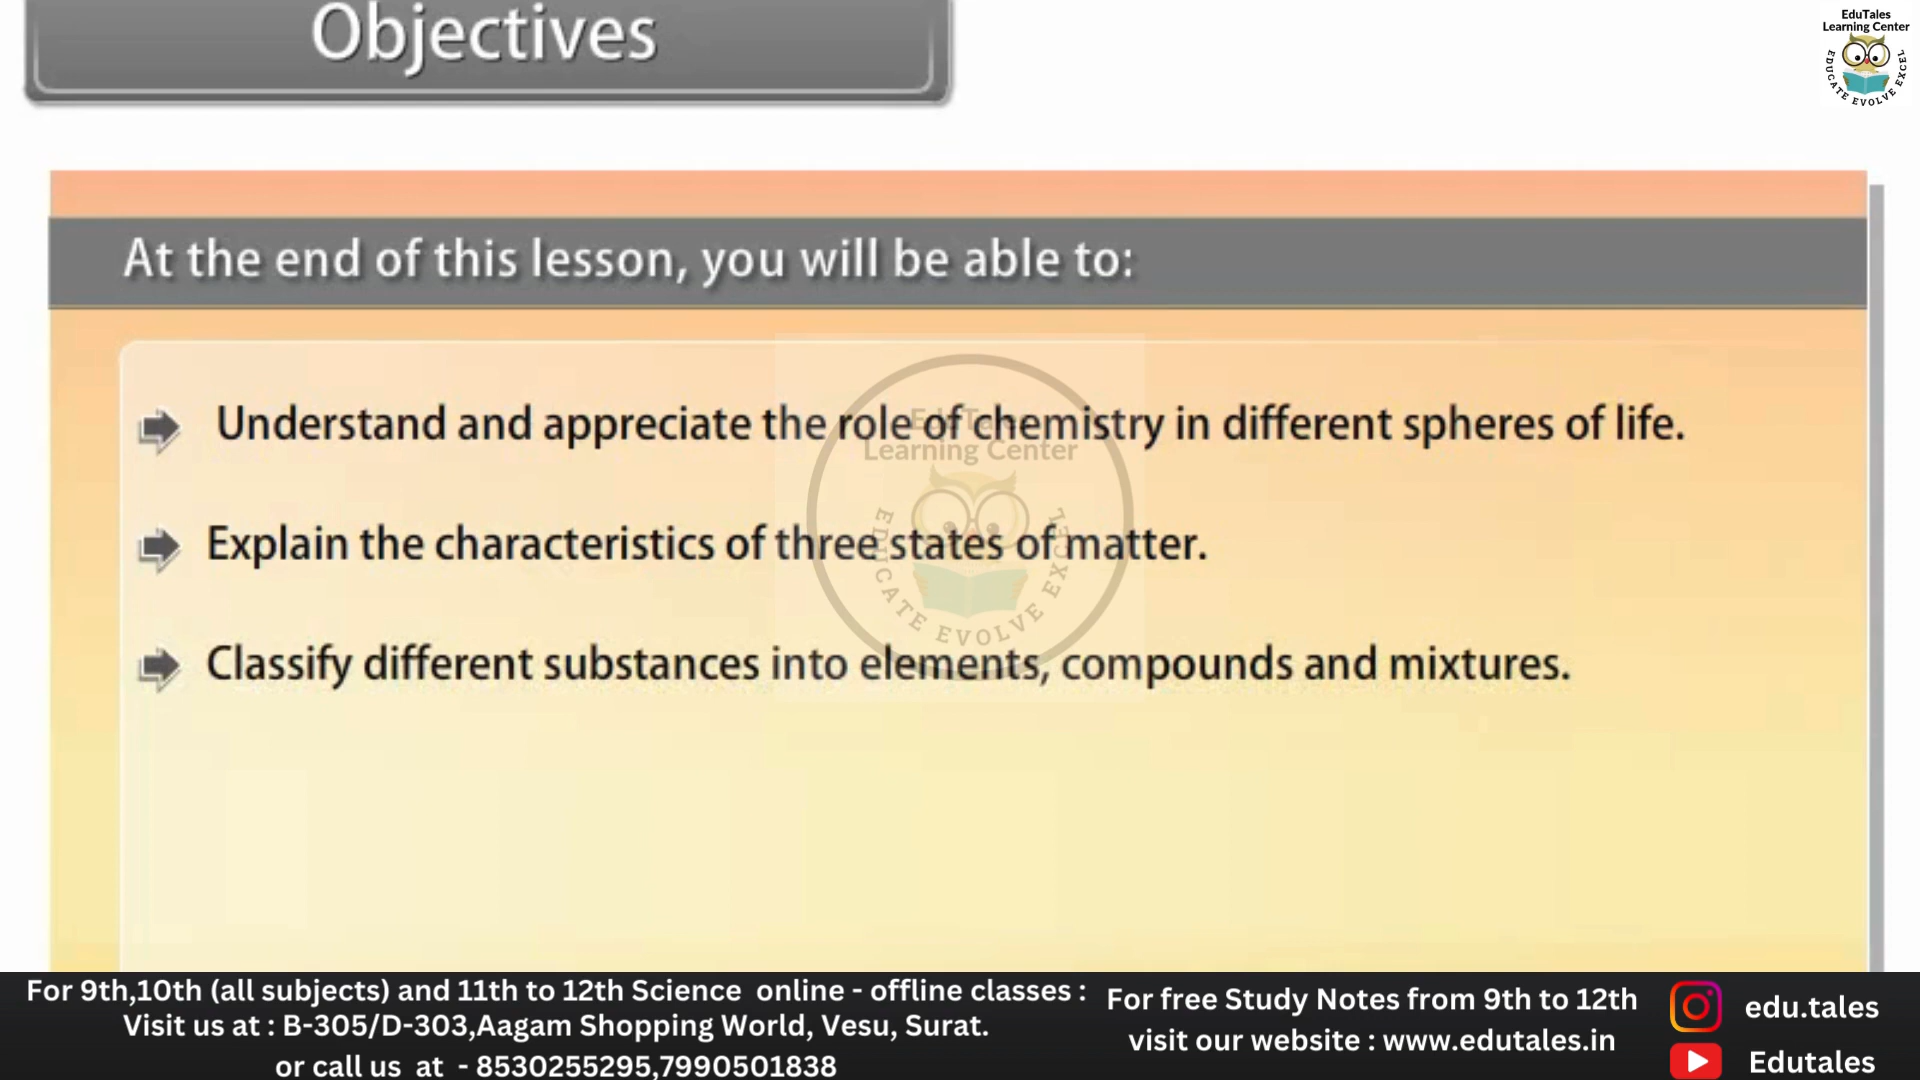 Objectives
EduTales
Learning Center
EDUCATE EVOLVE EXCEL
At the end of this lesson, you will be able to:
Understand and appreciate the role of chemistry in different spheres of life.
EduTales
Learning Center
EDUCATE EVOLVE EXCEL
Explain the characteristics of three states of matter.
Classify different substances into elements, compounds and mixtures.
For 9th,10th (all subjects) and 11th to 12th Science online - offline classes :
Visit us at : B-305/D-303,Aagam Shopping World, Vesu, Surat.
or call us at - 8530255295,7990501838
For free Study Notes from 9th to 12th
visit our website : www.edutales.in
edu.tales
Edutales